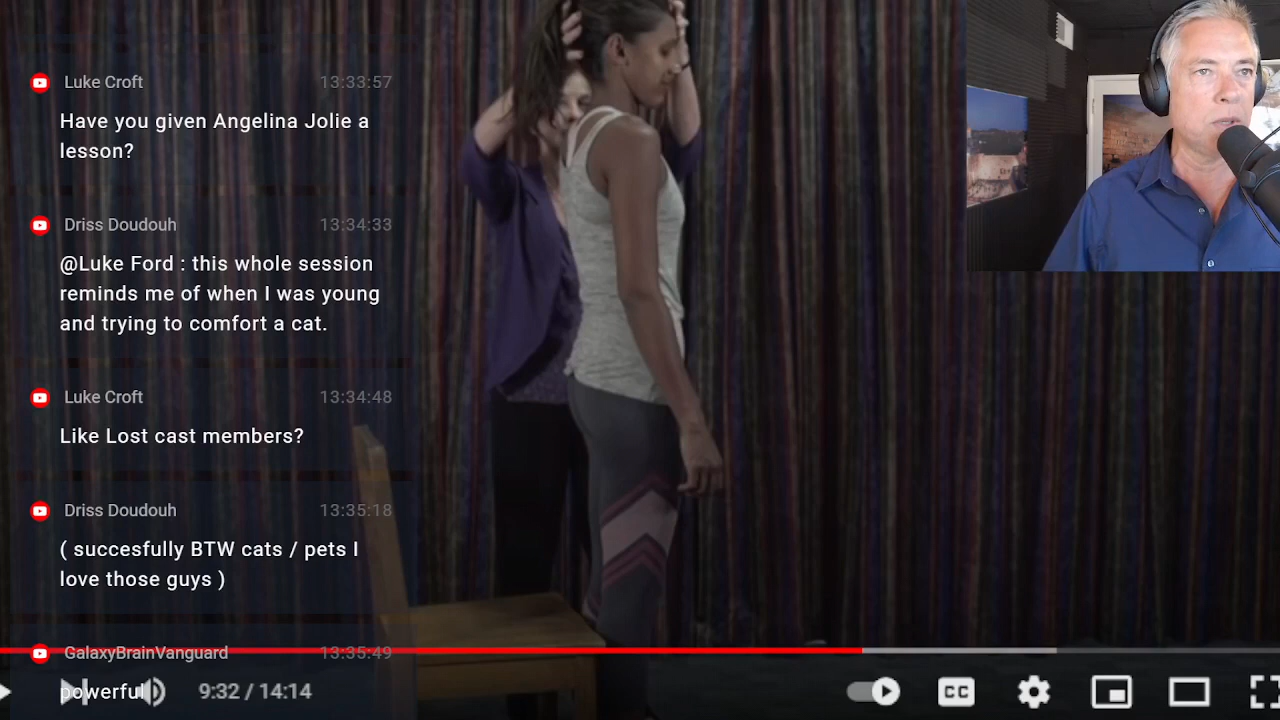 Luke Croft 13:33:57
Have you given Angelina Jolie a
lesson?
Driss Doudouh 13:34:33
@Luke Ford : this whole session
reminds me of when I was young
and trying to comfort a cat.
Luke Croft 13:34:48
Like Lost cast members?
Driss Doudouh 13:35:18
( succesfully BTW cats / pets I
love those guys )
GalaxyBrainVanguard 13:35:49
powerful
9:32 / 14:14
CC